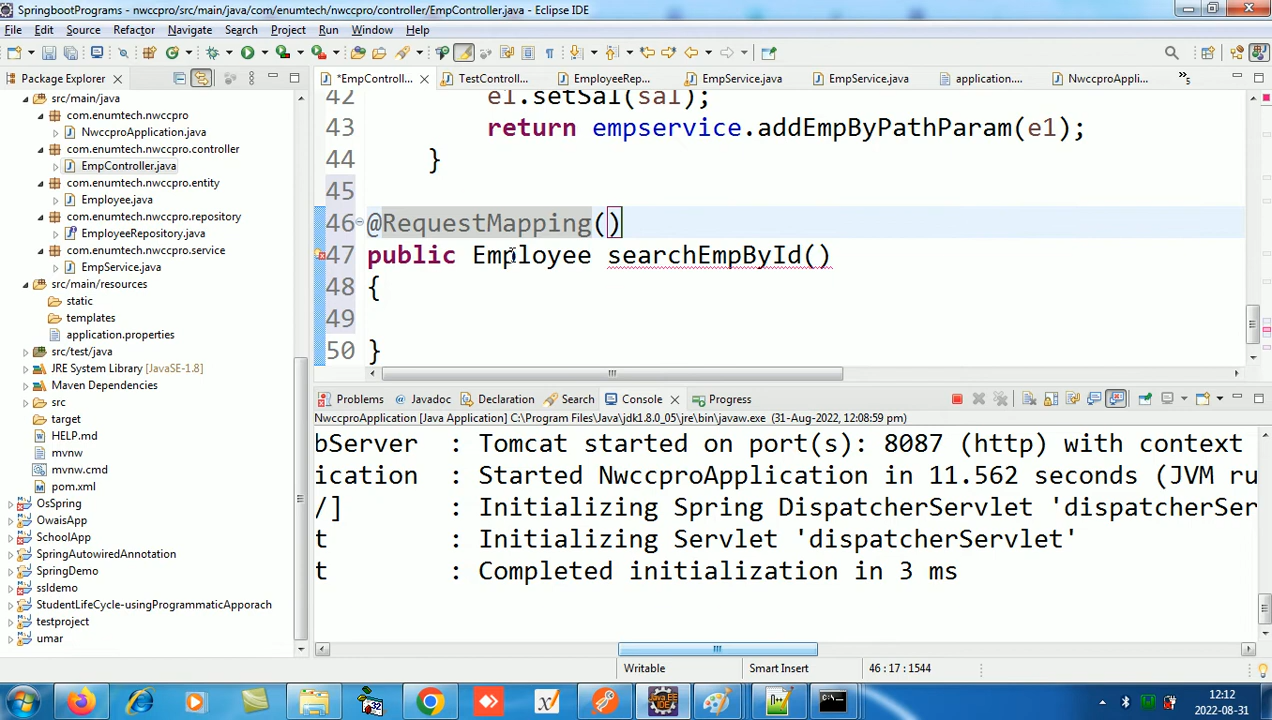 SpringbootPrograms - nwccpro/src/main/java/com/enumtech/nwccpro/controller/EmpController.java - Eclipse IDE
File Edit Source Refactor Navigate Search Project Run Window Help
Package Explorer
*EmpControll... TestControll... EmployeeRep... EmpService.java EmpService.java application.... NwccproAppli...
src/main/java
com.enumtech.nwccpro
NwccproApplication.java
com.enumtech.nwccpro.controller
EmpController.java
com.enumtech.nwccpro.entity
Employee.java
com.enumtech.nwccpro.repository
EmployeeRepository.java
com.enumtech.nwccpro.service
EmpService.java
src/main/resources
static
templates
application.properties
src/test/java
JRE System Library [JavaSE-1.8]
Maven Dependencies
src
target
HELP.md
mvnw
mvnw.cmd
pom.xml
OsSpring
OwaisApp
SchoolApp
SpringAutowiredAnnotation
SpringDemo
ssldemo
StudentLifeCycle-usingProgrammaticApporach
testproject
umar
42 e1.setSal(sal);
43 return empservice.addEmpByPathParam(e1);
44 }
45
46 @RequestMapping()
47 public Employee searchEmpById()
48 {
49
50 }
Problems Javadoc Declaration Search Console Progress
NwccproApplication [Java Application] C:\Program Files\Java\jdk1.8.0_05\jre\bin\javaw.exe (31-Aug-2022, 12:08:59 pm)
bServer : Tomcat started on port(s): 8087 (http) with context
ication : Started NwccproApplication in 11.562 seconds (JVM ru
/] : Initializing Spring DispatcherServlet 'dispatcherServ
t : Initializing Servlet 'dispatcherServlet'
t : Completed initialization in 3 ms
Writable Smart Insert 46 : 17 : 1544
12:12
2022-08-31